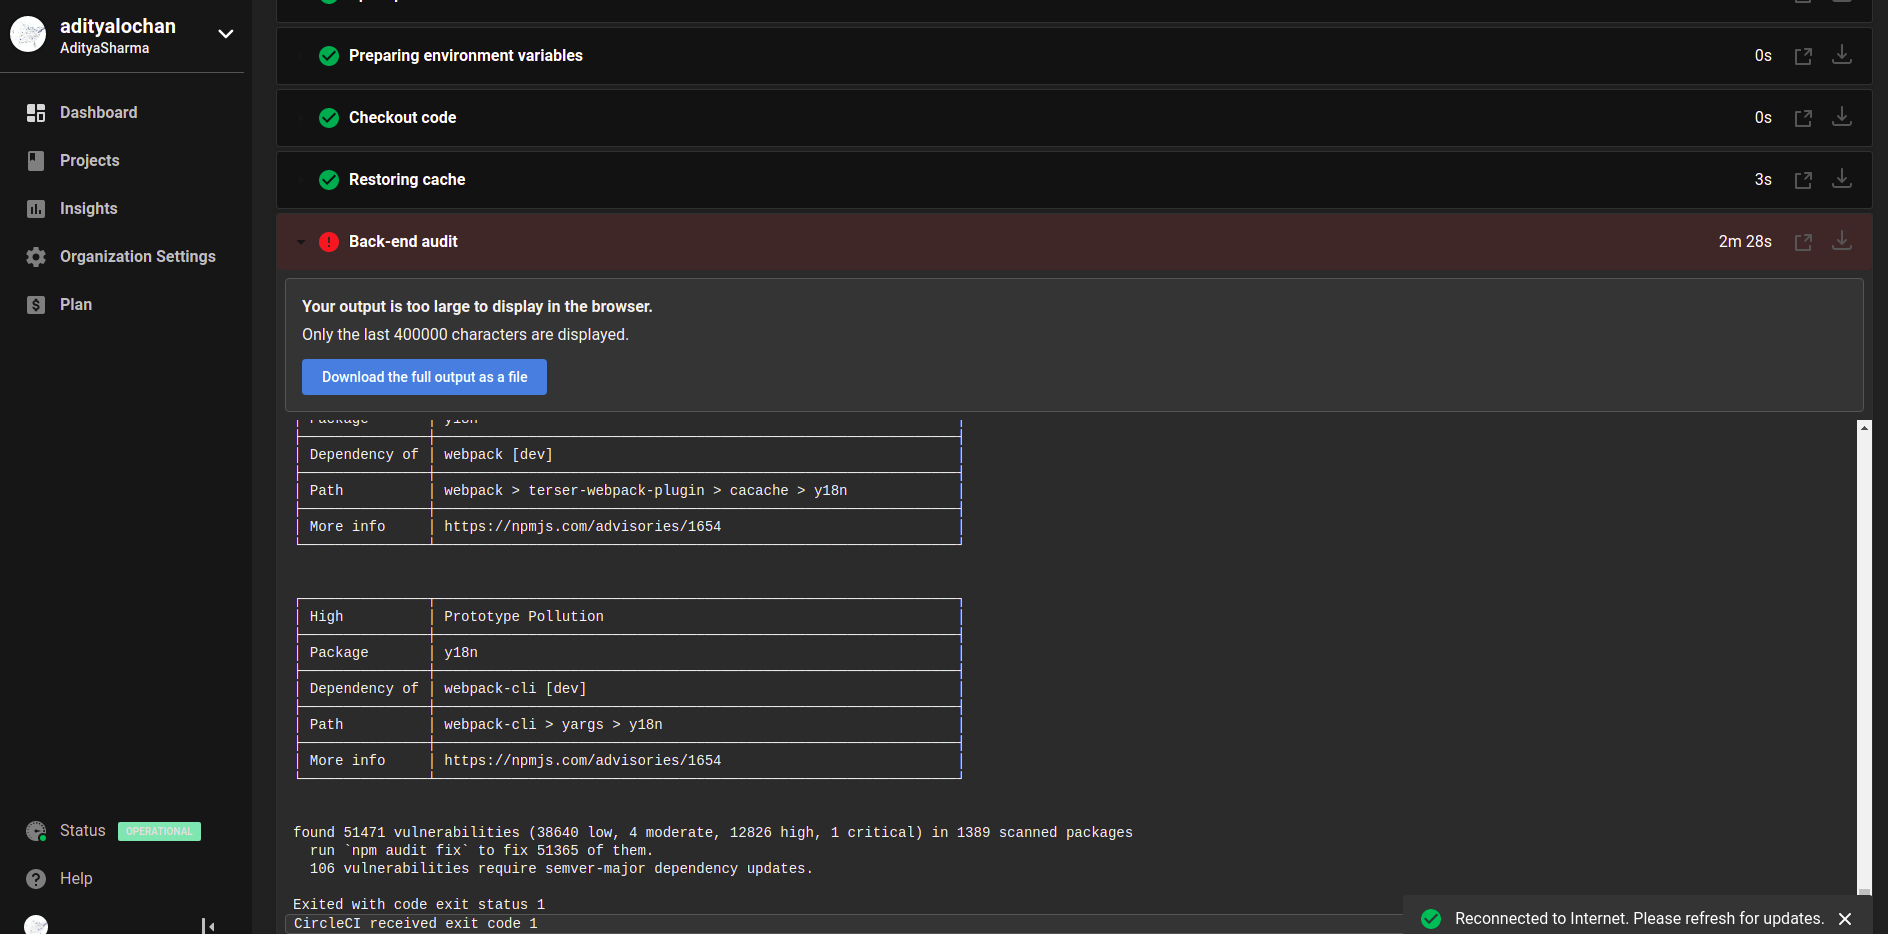 adityalochan
AdityaSharma
Dashboard
Projects
Insights
Organization Settings
Plan
Status OPERATIONAL
Help
Preparing environment variables 0s
Checkout code 0s
Restoring cache 3s
Back-end audit 2m 28s
Your output is too large to display in the browser.
Only the last 400000 characters are displayed.
Download the full output as a file
Package y18n
Dependency of webpack [dev]
Path webpack > terser-webpack-plugin > cacache > y18n
More info https://npmjs.com/advisories/1654
High Prototype Pollution
Package y18n
Dependency of webpack-cli [dev]
Path webpack-cli > yargs > y18n
More info https://npmjs.com/advisories/1654
found 51471 vulnerabilities (38640 low, 4 moderate, 12826 high, 1 critical) in 1389 scanned packages
run `npm audit fix` to fix 51365 of them.
106 vulnerabilities require semver-major dependency updates.
Exited with code exit status 1
CircleCI received exit code 1
Reconnected to Internet. Please refresh for updates.